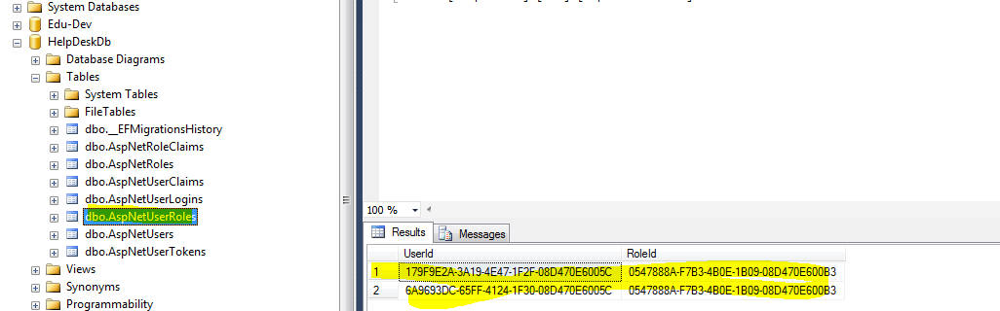 System Databases
Edu-Dev
HelpDeskDb
Database Diagrams
Tables
System Tables
FileTables
dbo.__EFMigrationsHistory
dbo.AspNetRoleClaims
dbo.AspNetRoles
dbo.AspNetUserClaims
dbo.AspNetUserLogins
dbo.AspNetUserRoles
dbo.AspNetUsers
dbo.AspNetUserTokens
Views
Synonyms
Programmability
100 %
Results Messages
UserId RoleId
1 179F9E2A-3A19-4E47-1F2F-08D470E6005C 0547888A-F7B3-4B0E-1B09-08D470E600B3
2 6A9693DC-65FF-4124-1F30-08D470E6005C 0547888A-F7B3-4B0E-1B09-08D470E600B3